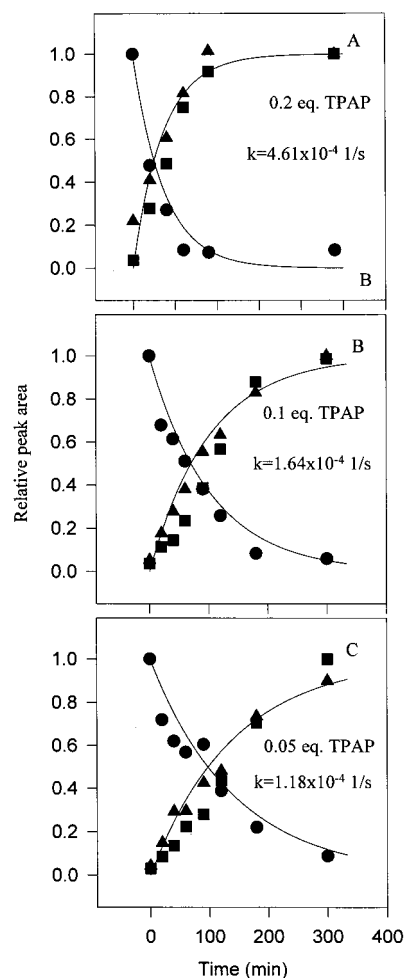 A
1.0
0.8
0.6
0.4
0.2
0.0
0.2 eq. TPAP
k=4.61x10⁻⁴ 1/s
B
B
1.0
0.8
0.6
0.4
0.2
0.0
0.1 eq. TPAP
k=1.64x10⁻⁴ 1/s
Relative peak area
C
1.0
0.8
0.6
0.4
0.2
0.0
0.05 eq. TPAP
k=1.18x10⁻⁴ 1/s
0 100 200 300 400
Time (min)